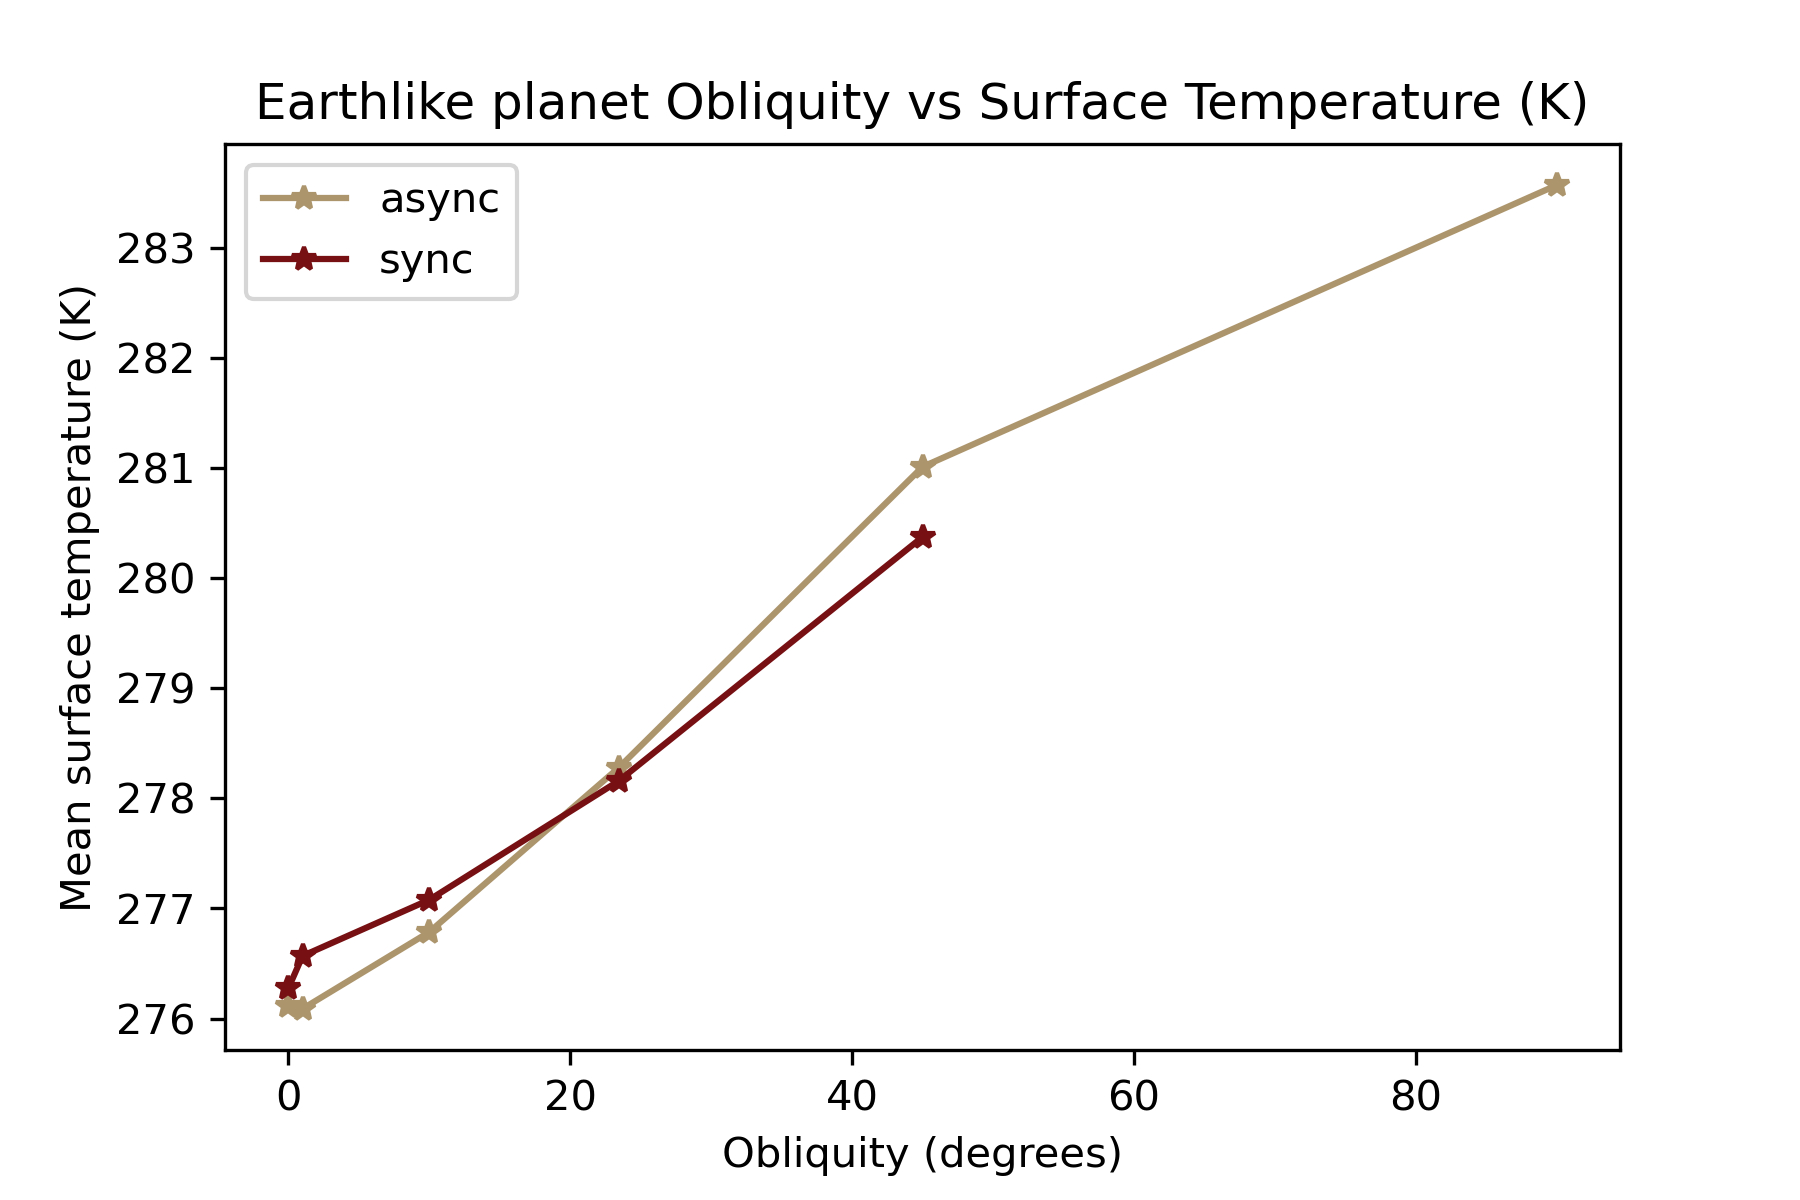 Earthlike planet Obliquity vs Surface Temperature (K)
async
sync
283
282
281
280
279
278
277
276
Mean surface temperature (K)
0 20 40 60 80
Obliquity (degrees)